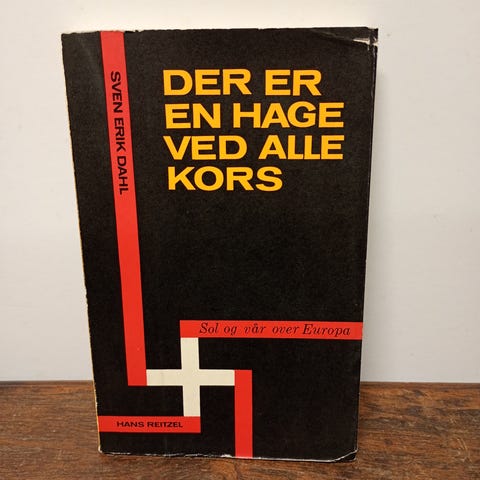 SVEN ERIK DAHL
DER ER
EN HAGE
VED ALLE
KORS
Sol og vår over Europa
HANS REITZEL